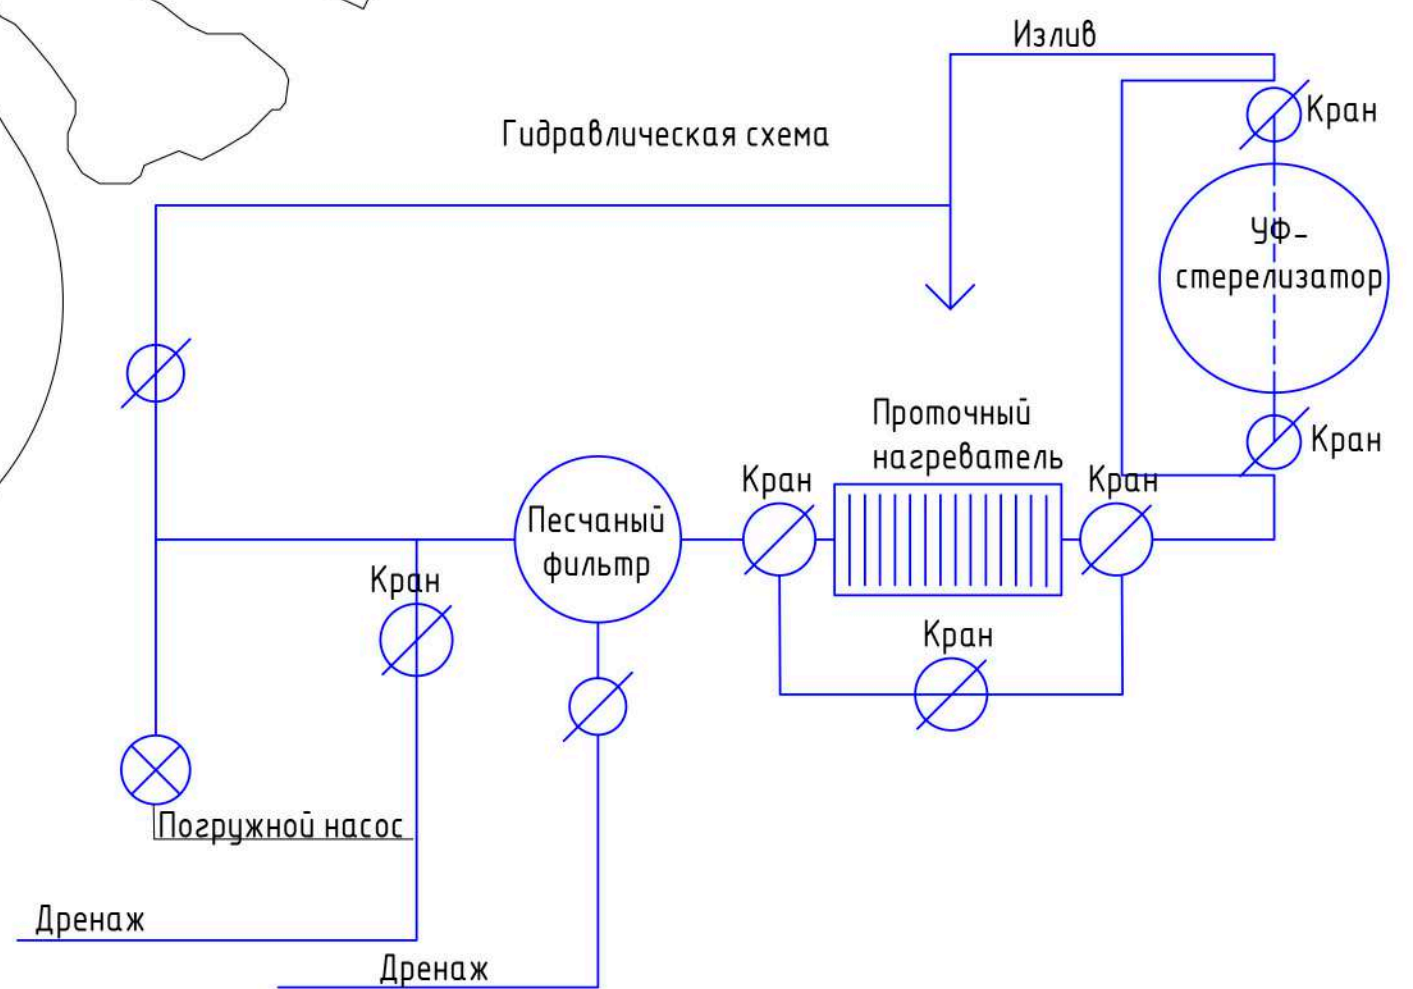 Излив
Кран
Гидравлическая схема
УФ-
стерелизатор
Проточный
нагреватель
Кран
Кран
Кран
Песчаный
фильтр
Кран
Кран
Погружной насос
Дренаж
Дренаж